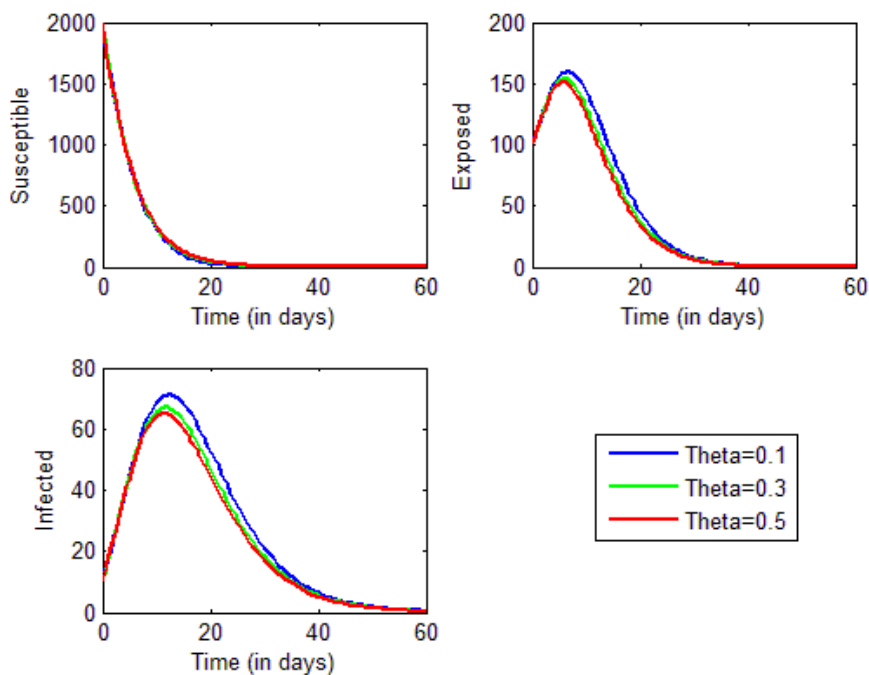 Susceptible
2000
1500
1000
500
0
0 20 40 60
Time (in days)
Exposed
200
150
100
50
0
0 20 40 60
Time (in days)
Infected
80
60
40
20
0
0 20 40 60
Time (in days)
Theta=0.1
Theta=0.3
Theta=0.5